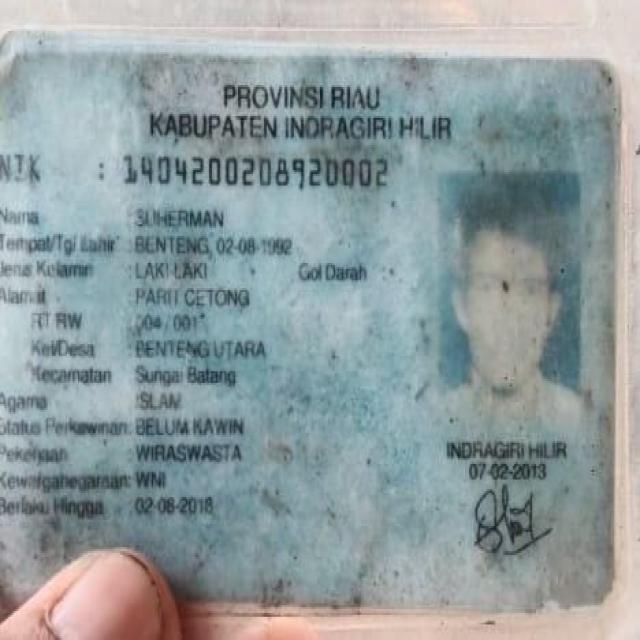 PROVINSI RIAU
KABUPATEN INDRAGIRI HILIR
NIK : 1404200208920002
Nama : SUHERMAN
Tempat/Tgl Lahir : BENTENG, 02-08-1992
Jenis Kelamin : LAKI-LAKI Gol Darah
Alamat : PARIT CETONG
RT RW : 004 / 001
Kel/Desa : BENTENG UTARA
Kecamatan : Sungai Batang
Agama : ISLAM
Status Perkawinan: BELUM KAWIN
Pekerjaan : WIRASWASTA
Kewarganegaraan: WNI
Berlaku Hingga : 02-08-2018
INDRAGIRI HILIR
07-02-2013